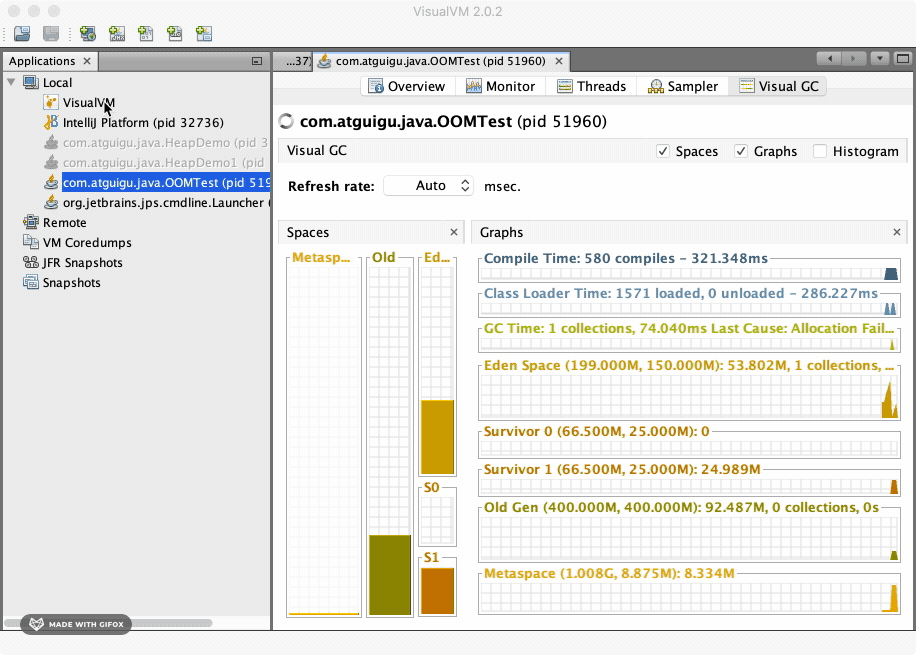 VisualVM 2.0.2
Applications ×
...37)
com.atguigu.java.OOMTest (pid 51960) ×
Local
VisualVM
IntelliJ Platform (pid 32736)
com.atguigu.java.HeapDemo (pid 3
com.atguigu.java.HeapDemo1 (pid
com.atguigu.java.OOMTest (pid 519
org.jetbrains.jps.cmdline.Launcher (
Remote
VM Coredumps
JFR Snapshots
Snapshots
Overview Monitor Threads Sampler Visual GC
com.atguigu.java.OOMTest (pid 51960)
Visual GC Spaces Graphs Histogram
Refresh rate: Auto msec.
Spaces ×
Metasp... Old Ed...
S0
S1
Graphs ×
Compile Time: 580 compiles - 321.348ms
Class Loader Time: 1571 loaded, 0 unloaded - 286.227ms
GC Time: 1 collections, 74.040ms Last Cause: Allocation Fail...
Eden Space (199.000M, 150.000M): 53.802M, 1 collections, ...
Survivor 0 (66.500M, 25.000M): 0
Survivor 1 (66.500M, 25.000M): 24.989M
Old Gen (400.000M, 400.000M): 92.487M, 0 collections, 0s
Metaspace (1.008G, 8.875M): 8.334M
MADE WITH GIFOX